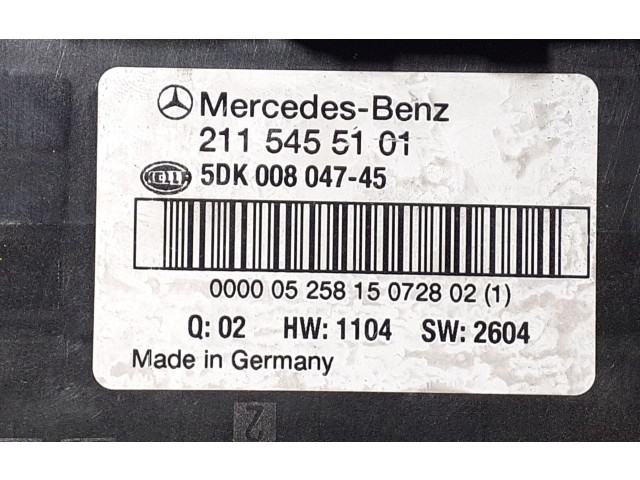 Mercedes-Benz
211 545 51 01
HELLA 5DK 008 047-45
0000 05 258 15 0728 02 (1)
Q: 02 HW: 1104 SW: 2604
Made in Germany
Z